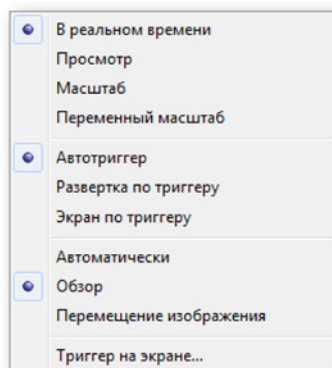 В реальном времени
Просмотр
Масштаб
Переменный масштаб
Автотриггер
Развертка по триггеру
Экран по триггеру
Автоматически
Обзор
Перемещение изображения
Триггер на экране...